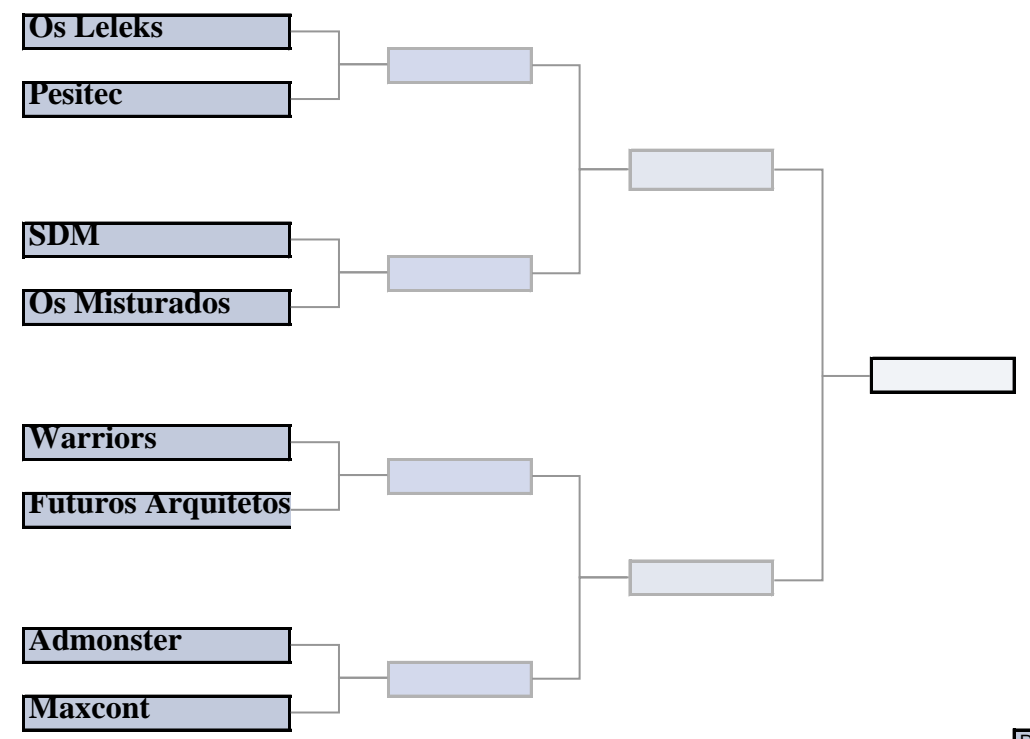 Os Leleks
Pesitec
SDM
Os Misturados
Warriors
Futuros Arquitetos
Admonster
Maxcont